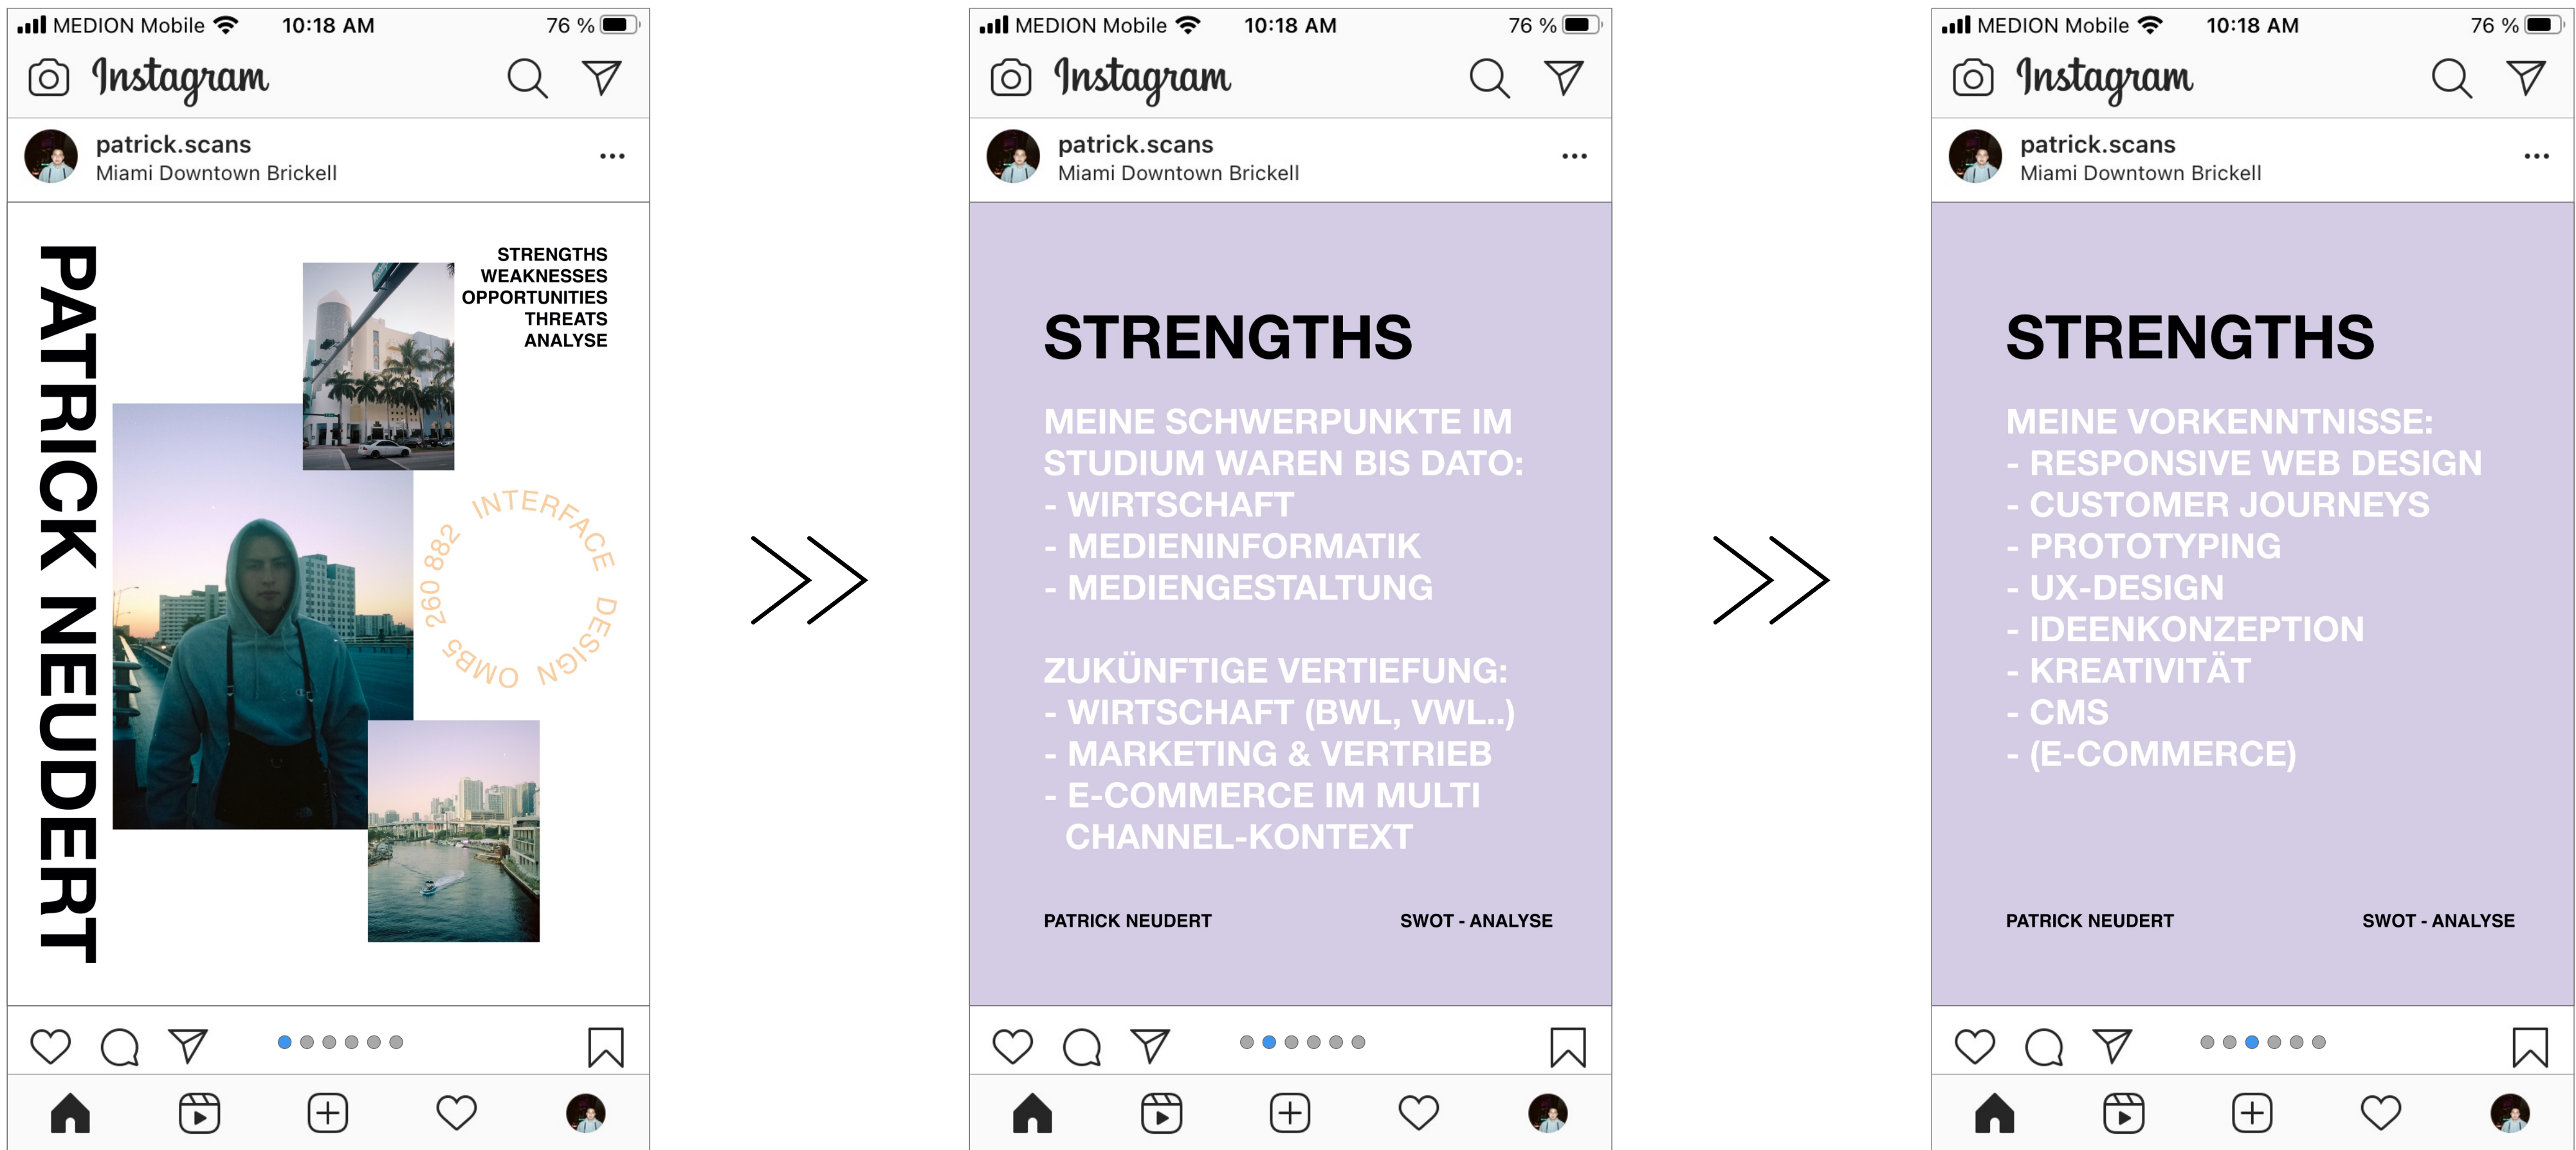 MEDION Mobile 10:18 AM 76 %
Instagram
patrick.scans
Miami Downtown Brickell
PATRICK NEUDERT
STRENGTHS
WEAKNESSES
OPPORTUNITIES
THREATS
ANALYSE
INTERFACE DESIGN OMB5 260 882
MEDION Mobile 10:18 AM 76 %
Instagram
patrick.scans
Miami Downtown Brickell
STRENGTHS
MEINE SCHWERPUNKTE IM
STUDIUM WAREN BIS DATO:
- WIRTSCHAFT
- MEDIENINFORMATIK
- MEDIENGESTALTUNG
ZUKÜNFTIGE VERTIEFUNG:
- WIRTSCHAFT (BWL, VWL..)
- MARKETING & VERTRIEB
- E-COMMERCE IM MULTI
CHANNEL-KONTEXT
PATRICK NEUDERT SWOT - ANALYSE
MEDION Mobile 10:18 AM 76 %
Instagram
patrick.scans
Miami Downtown Brickell
STRENGTHS
MEINE VORKENNTNISSE:
- RESPONSIVE WEB DESIGN
- CUSTOMER JOURNEYS
- PROTOTYPING
- UX-DESIGN
- IDEENKONZEPTION
- KREATIVITÄT
- CMS
- (E-COMMERCE)
PATRICK NEUDERT SWOT - ANALYSE